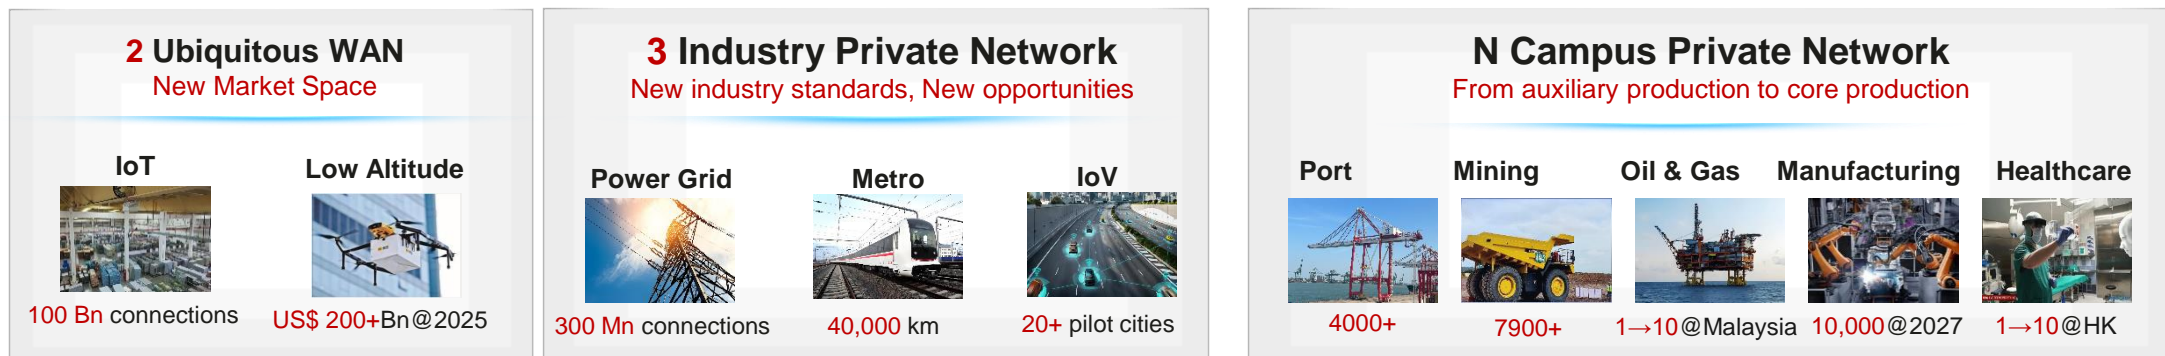 2 Ubiquitous WAN
New Market Space
IoT
Low Altitude
100 Bn connections
US$ 200+Bn@2025
3 Industry Private Network
New industry standards, New opportunities
Power Grid
Metro
IoV
300 Mn connections
40,000 km
20+ pilot cities
N Campus Private Network
From auxiliary production to core production
Port
Mining
Oil & Gas
Manufacturing
Healthcare
4000+
7900+
1→10@Malaysia
10,000@2027
1→10@HK